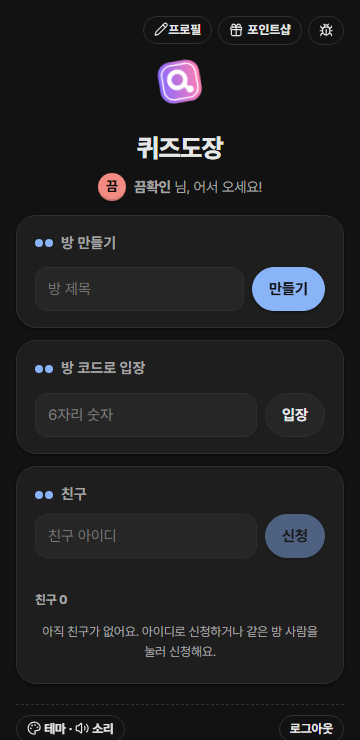 프로필
포인트샵
퀴즈도장
끔
끔확인 님, 어서 오세요!
방 만들기
방 제목
만들기
방 코드로 입장
6자리 숫자
입장
친구
친구 아이디
신청
친구 0
아직 친구가 없어요. 아이디로 신청하거나 같은 방 사람을
눌러 신청해요.
테마 · 소리
로그아웃